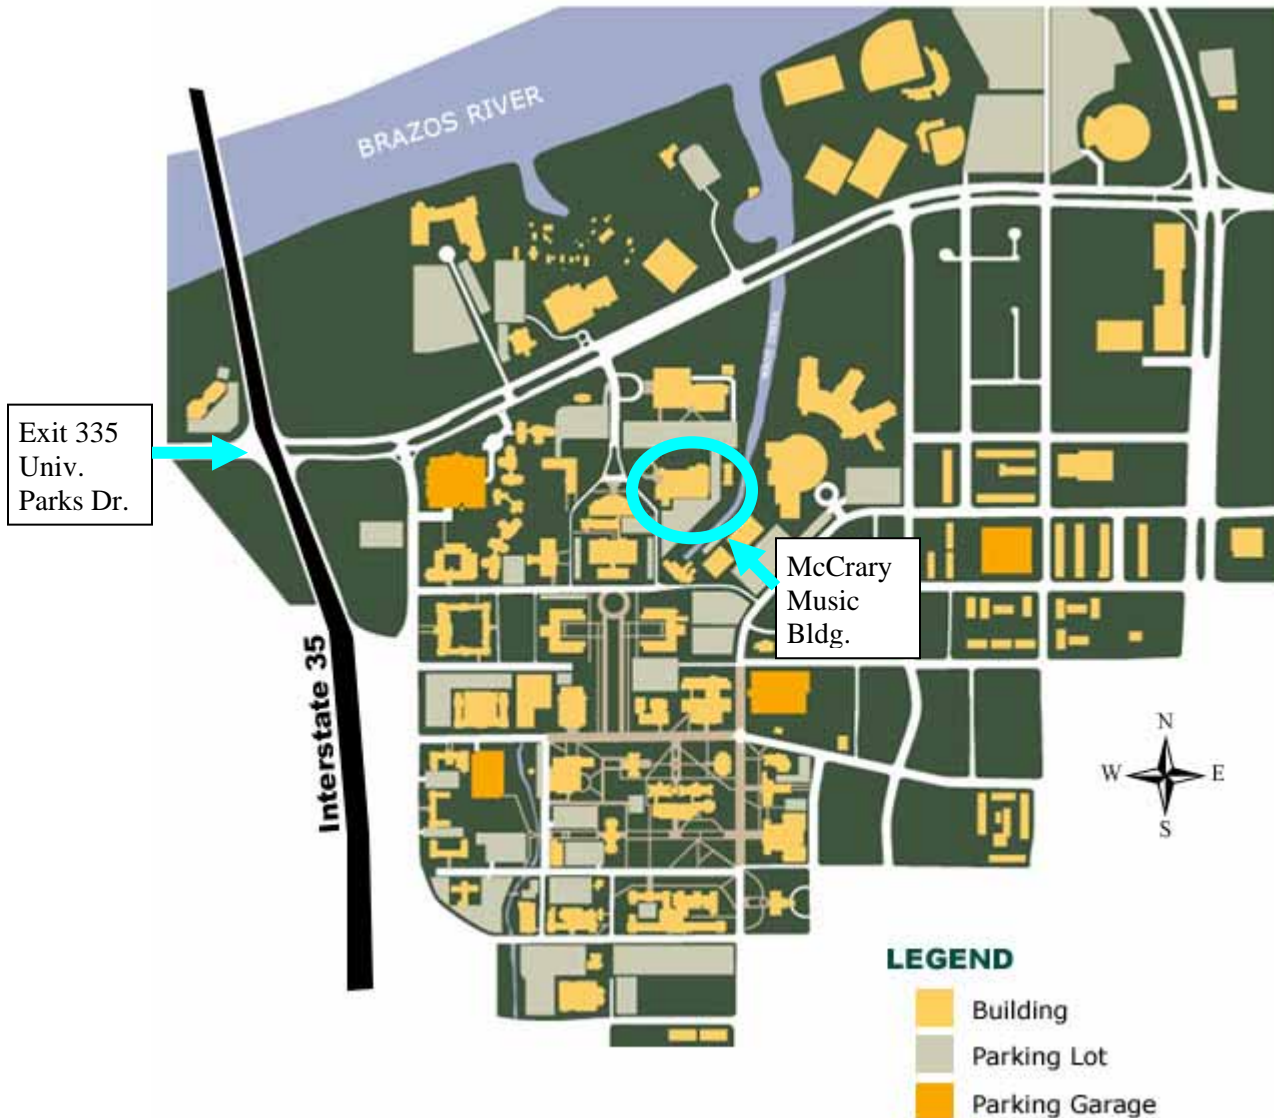 BRAZOS RIVER
Exit 335
Univ.
Parks Dr.
McCrary
Music
Bldg.
Interstate 35
N
W E
S
LEGEND
Building
Parking Lot
Parking Garage